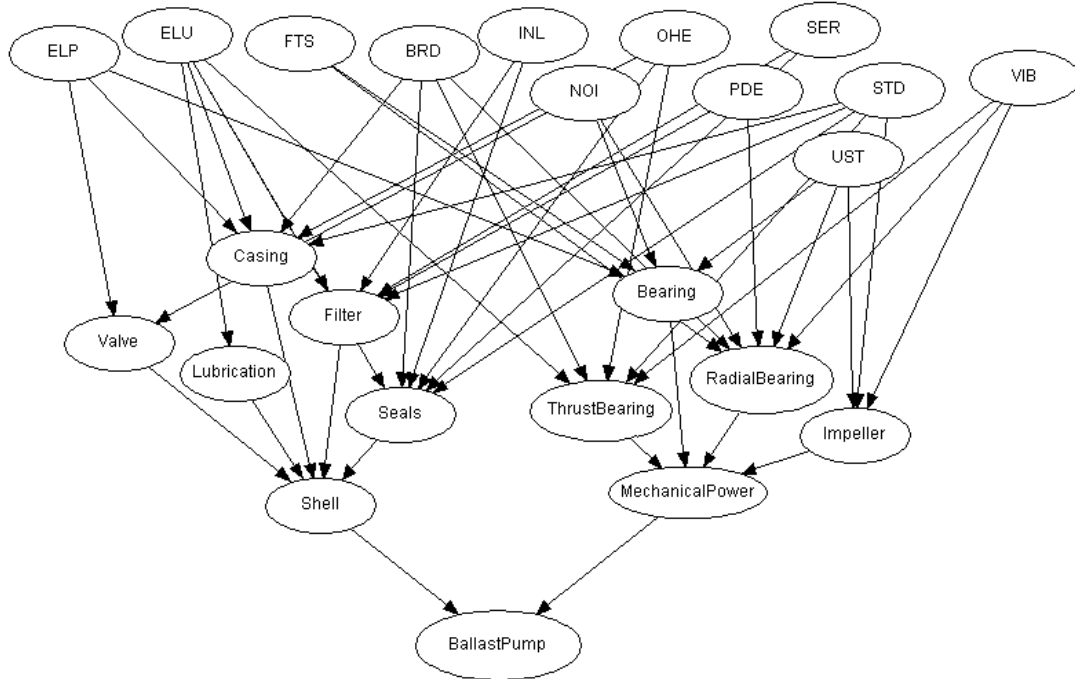 ELP
ELU
FTS
BRD
INL
OHE
SER
NOI
PDE
STD
VIB
UST
Casing
Filter
Bearing
Valve
Lubrication
Seals
ThrustBearing
RadialBearing
Impeller
Shell
MechanicalPower
BallastPump